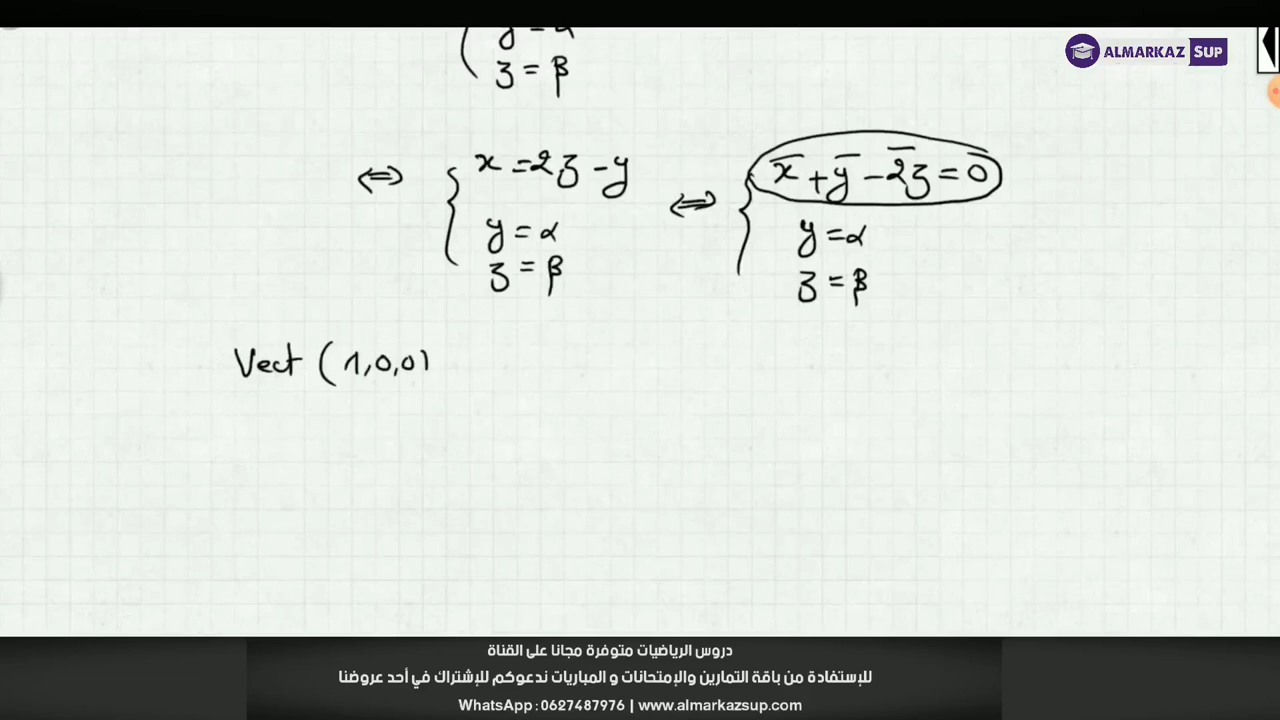 ALMARKAZ SUP
y = α
ʒ = β
⇔ { x = 2ʒ - y
y = α
ʒ = β
⇔ { x̄ + ȳ - 2̄ʒ = 0̄
y = α
ʒ = β
Vect (1,0,0)
دروس الرياضيات متوفرة مجانا على القناة
للإستفادة من باقة التمارين والإمتحانات و المباريات ندعوكم للإشتراك في أحد عروضنا
WhatsApp : 0627487976 | www.almarkazsup.com